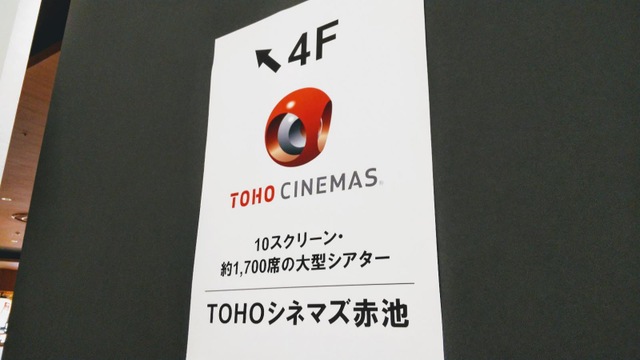 4F
TOHO CINEMAS®
10スクリーン・
約1,700席の大型シアター
TOHOシネマズ赤池